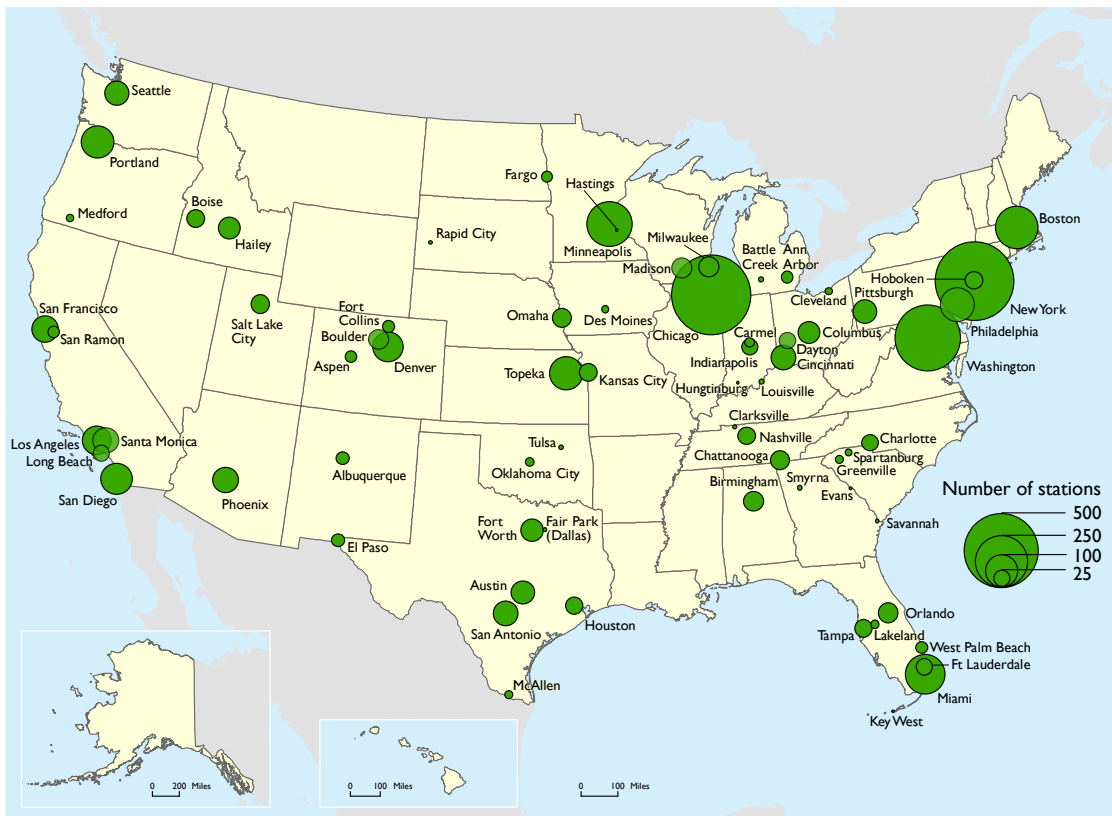 Seattle
Portland
Medford
Boise
Hailey
Fargo
Hastings
Minneapolis
Rapid City
Milwaukee
Madison
Battle
Creek
Ann
Arbor
Boston
Hoboken
New York
Pittsburgh
Cleveland
Philadelphia
Washington
San Francisco
San Ramon
Salt Lake
City
Fort
Collins
Boulder
Aspen
Denver
Omaha
Des Moines
Chicago
Carmel
Indianapolis
Columbus
Dayton
Cincinnati
Topeka
Kansas City
Hungtinburg
Louisville
Los Angeles
Santa Monica
Long Beach
San Diego
Phoenix
Albuquerque
Tulsa
Oklahoma City
Clarksville
Nashville
Chattanooga
Charlotte
Spartanburg
Greenville
Birmingham
Smyrna
Evans
Savannah
El Paso
Fort
Worth
Fair Park
(Dallas)
Austin
San Antonio
Houston
McAllen
Orlando
Tampa
Lakeland
West Palm Beach
Ft Lauderdale
Miami
Key West
Number of stations
500
250
100
25
0 200 Miles
0 100 Miles
0 100 Miles